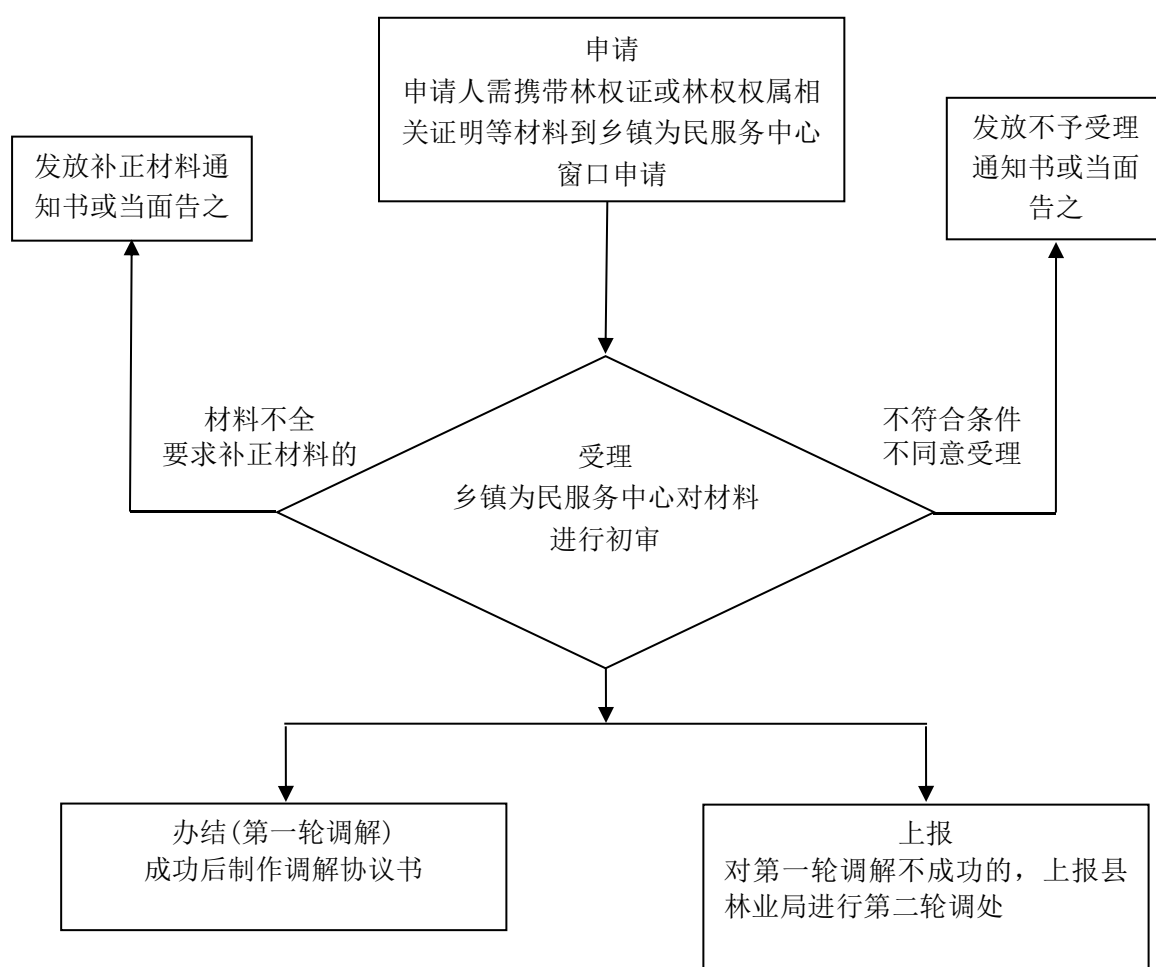 申请
申请人需携带林权证或林权权属相
关证明等材料到乡镇为民服务中心
窗口申请
发放补正材料通
知书或当面告之
发放不予受理
通知书或当面
告之
材料不全
要求补正材料的
不符合条件
不同意受理
受理
乡镇为民服务中心对材料
进行初审
办结(第一轮调解)
成功后制作调解协议书
上报
对第一轮调解不成功的，上报县
林业局进行第二轮调处